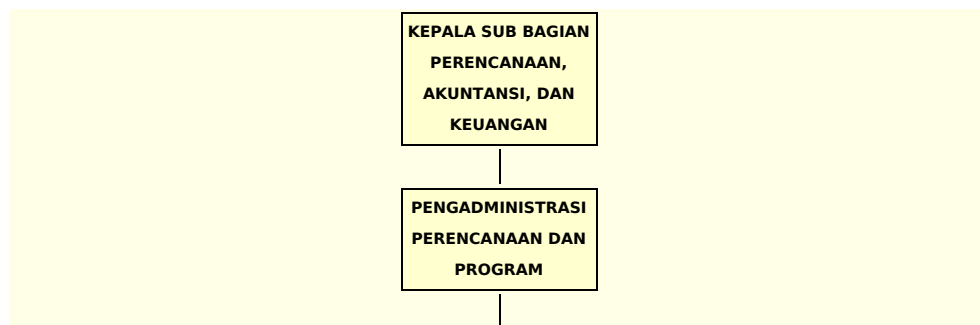 KEPALA SUB BAGIAN
PERENCANAAN,
AKUNTANSI, DAN
KEUANGAN
PENGADMINISTRASI
PERENCANAAN DAN
PROGRAM